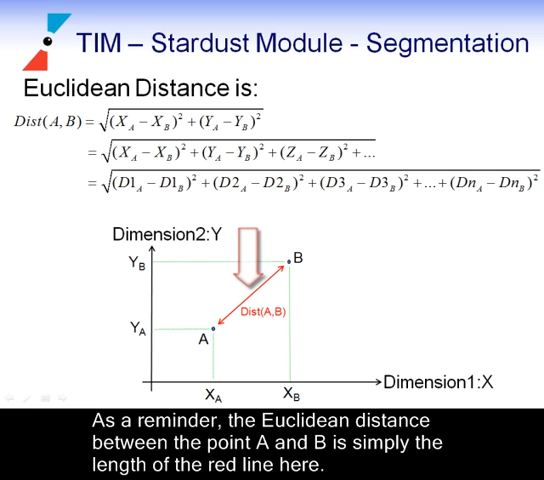 TIM – Stardust Module - Segmentation
Euclidean Distance is:
Dist(A, B) = √(X_A − X_B)² + (Y_A − Y_B)²
= √(X_A − X_B)² + (Y_A − Y_B)² + (Z_A − Z_B)² + ...
= √(D1_A − D1_B)² + (D2_A − D2_B)² + (D3_A − D3_B)² + ... + (Dn_A − Dn_B)²
Dimension2:Y
Y_B
B
Dist(A,B)
Y_A
A
Dimension1:X
X_A
X_B
As a reminder, the Euclidean distance
between the point A and B is simply the
length of the red line here.